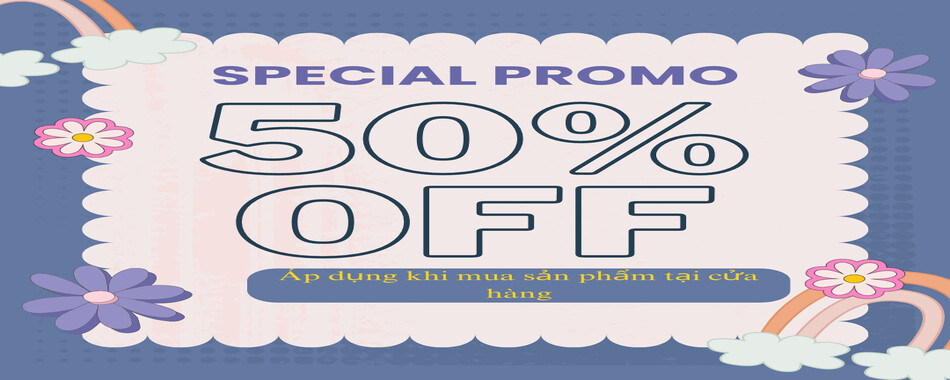 SPECIAL PROMO
50%
OFF
Áp dụng khi mua sản phẩm tại cửa
hàng